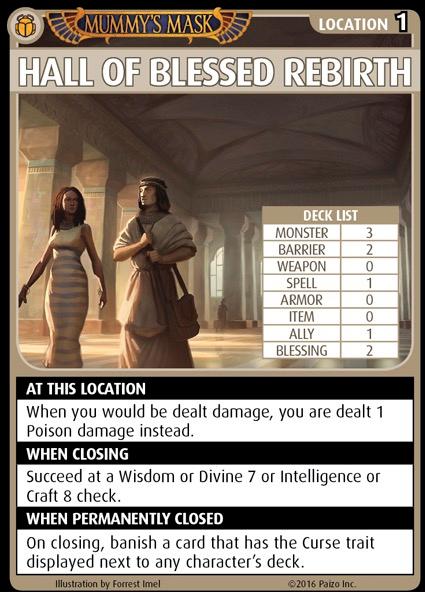 MUMMY'S MASK
LOCATION 1
HALL OF BLESSED REBIRTH
DECK LIST
MONSTER 3
BARRIER 2
WEAPON 0
SPELL 1
ARMOR 0
ITEM 0
ALLY 1
BLESSING 2
AT THIS LOCATION
When you would be dealt damage, you are dealt 1
Poison damage instead.
WHEN CLOSING
Succeed at a Wisdom or Divine 7 or Intelligence or
Craft 8 check.
WHEN PERMANENTLY CLOSED
On closing, banish a card that has the Curse trait
displayed next to any character's deck.
Illustration by Forrest Imel ©2016 Paizo Inc.